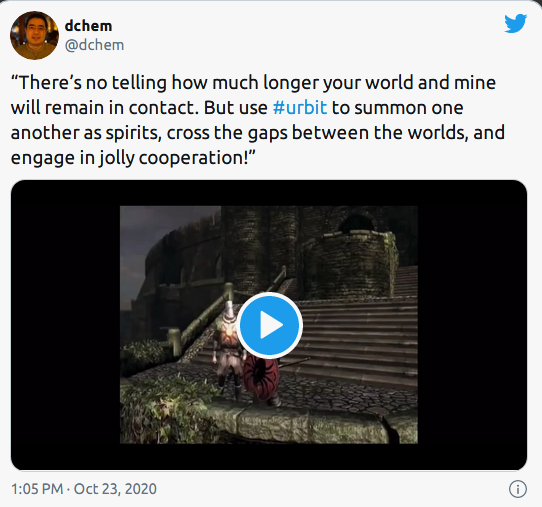 dchem
@dchem
“There’s no telling how much longer your world and mine
will remain in contact. But use #urbit to summon one
another as spirits, cross the gaps between the worlds, and
engage in jolly cooperation!”
1:05 PM · Oct 23, 2020